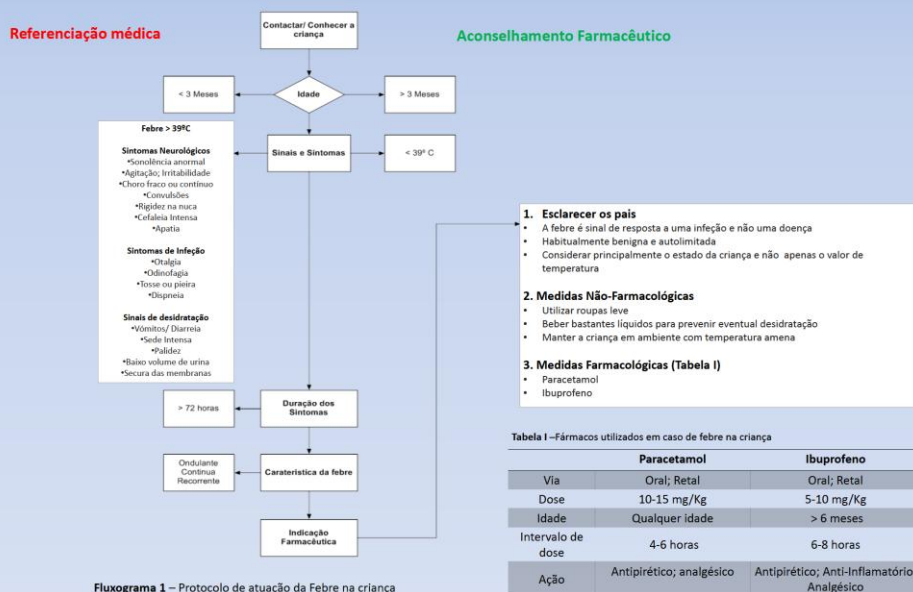 Referenciação médica
Aconselhamento Farmacêutico
Contactar/ Conhecer a
criança
< 3 Meses
Idade
> 3 Meses
Febre > 39ºC
Sintomas Neurológicos
•Sonolência anormal
•Agitação; Irritabilidade
•Choro fraco ou contínuo
•Convulsões
•Rigidez na nuca
•Cefaleia Intensa
•Apatia
Sintomas de Infeção
•Otalgia
•Odinofagia
•Tosse ou pieira
•Dispneia
Sinais de desidratação
•Vómitos/ Diarreia
•Sede Intensa
•Palidez
•Baixo volume de urina
•Secura das membranas
Sinais e Sintomas
< 39º C
> 72 horas
Duração dos
Sintomas
Ondulante
Continua
Recorrente
Carateristica da febre
Indicação
Farmacêutica
Fluxograma 1 – Protocolo de atuação da Febre na criança
1. Esclarecer os pais
▪ A febre é sinal de resposta a uma infeção e não uma doença
▪ Habitualmente benigna e autolimitada
▪ Considerar principalmente o estado da criança e não apenas o valor de
temperatura
2. Medidas Não-Farmacológicas
▪ Utilizar roupas leve
▪ Beber bastantes líquidos para prevenir eventual desidratação
▪ Manter a criança em ambiente com temperatura amena
3. Medidas Farmacológicas (Tabela I)
▪ Paracetamol
▪ Ibuprofeno
Tabela I –Fármacos utilizados em caso de febre na criança
Paracetamol Ibuprofeno
Via Oral; Retal Oral; Retal
Dose 10-15 mg/Kg 5-10 mg/Kg
Idade Qualquer idade > 6 meses
Intervalo de
dose 4-6 horas 6-8 horas
Ação Antipirético; analgésico Antipirético; Anti-Inflamatório
Analgésico